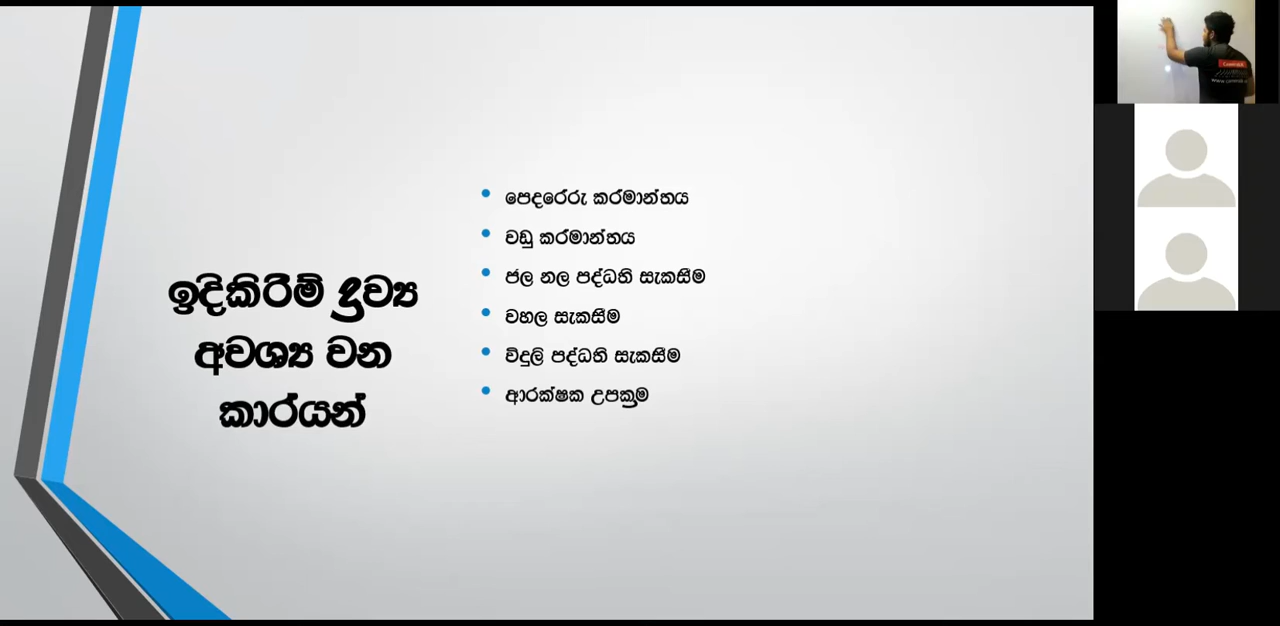 ඉදිකිරිම් ද්‍රව්‍ය
අවශ්‍ය වන
කාර්යන්
පෙදරේරු කර්මාන්තය
වඩු කර්මාන්තය
ජල නල පද්ධති සැකසීම
වහල සැකසීම
විදුලි පද්ධති සැකසීම
ආරක්ෂක උපක්‍රම